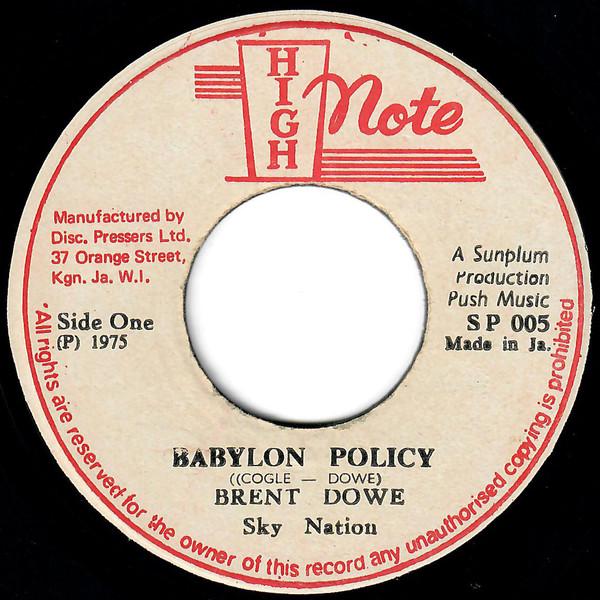 HIGH
Note
Manufactured by
Disc. Pressers Ltd.
37 Orange Street,
Kgn. Ja. W.I.
A Sunplum
Production
Push Music
Side One
(P) 1975
SP 005
Made in Ja.
BABYLON POLICY
((COGLE — DOWE)
BRENT DOWE
Sky Nation
All rights are reserved for the owner of this record any unauthorised copying is prohibited